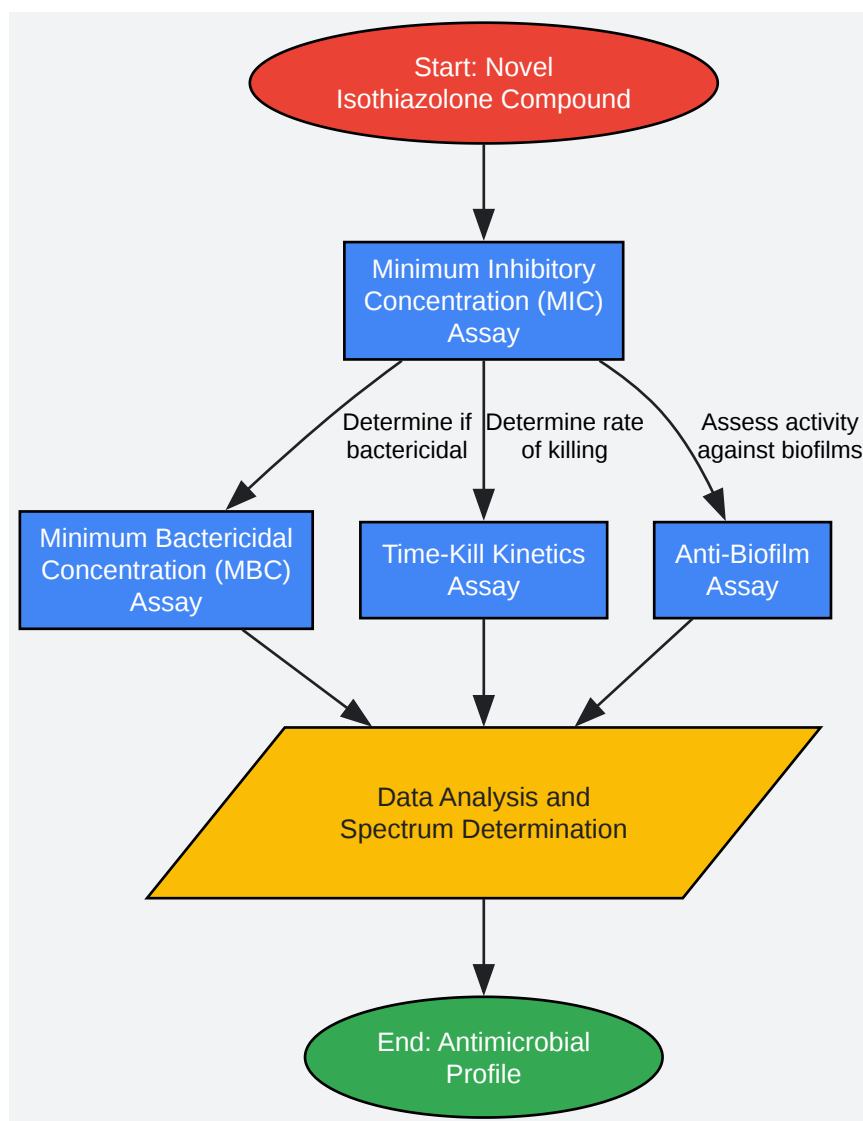 Start: Novel
Isothiazolone Compound
Minimum Inhibitory
Concentration (MIC)
Assay
Determine if
bactericidal
Determine rate
of killing
Assess activity
against biofilms
Minimum Bactericidal
Concentration (MBC)
Assay
Time-Kill Kinetics
Assay
Anti-Biofilm
Assay
Data Analysis and
Spectrum Determination
End: Antimicrobial
Profile